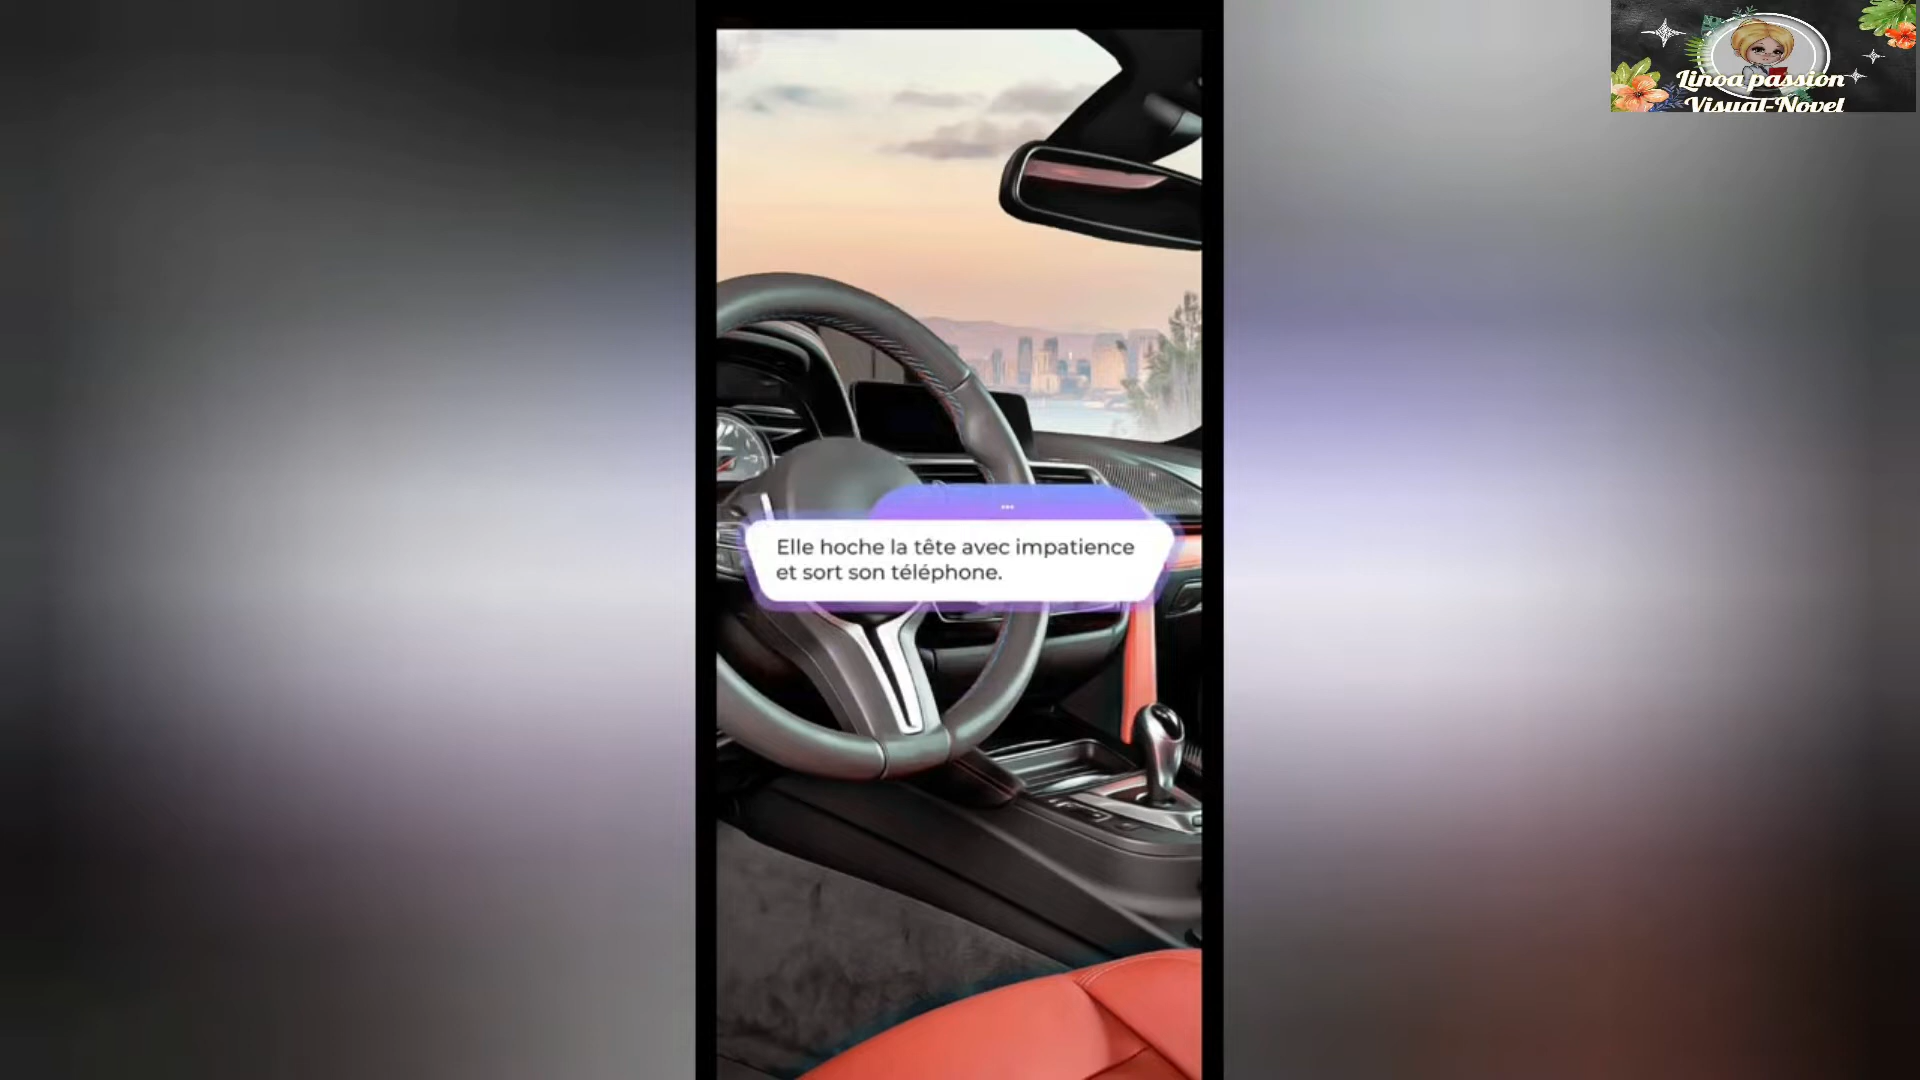 Linoa passion
Visual-Novel
...
Elle hoche la tête avec impatience
et sort son téléphone.